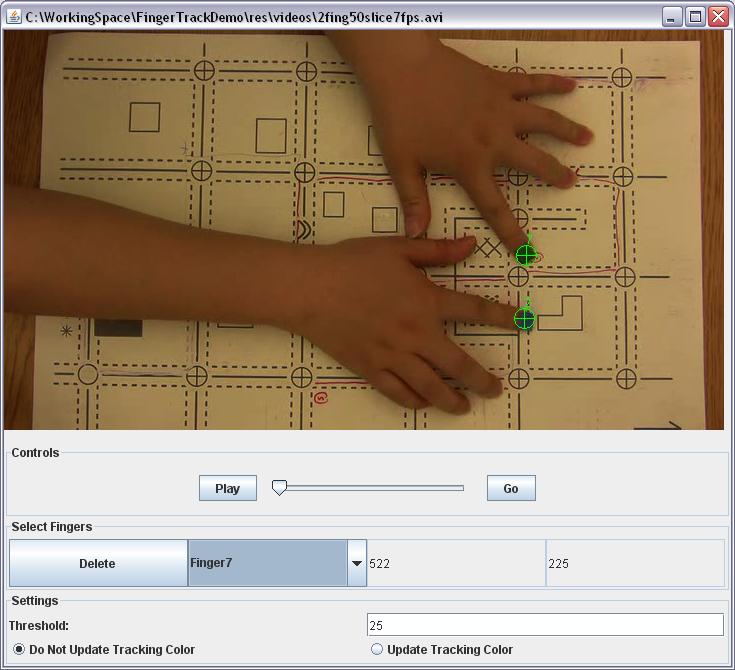 C:\WorkingSpace\FingerTrackDemo\res\videos\2fing50slice7fps.avi
Controls
Play
Go
Select Fingers
Delete
Finger7
522
225
Settings
Threshold:
25
Do Not Update Tracking Color
Update Tracking Color